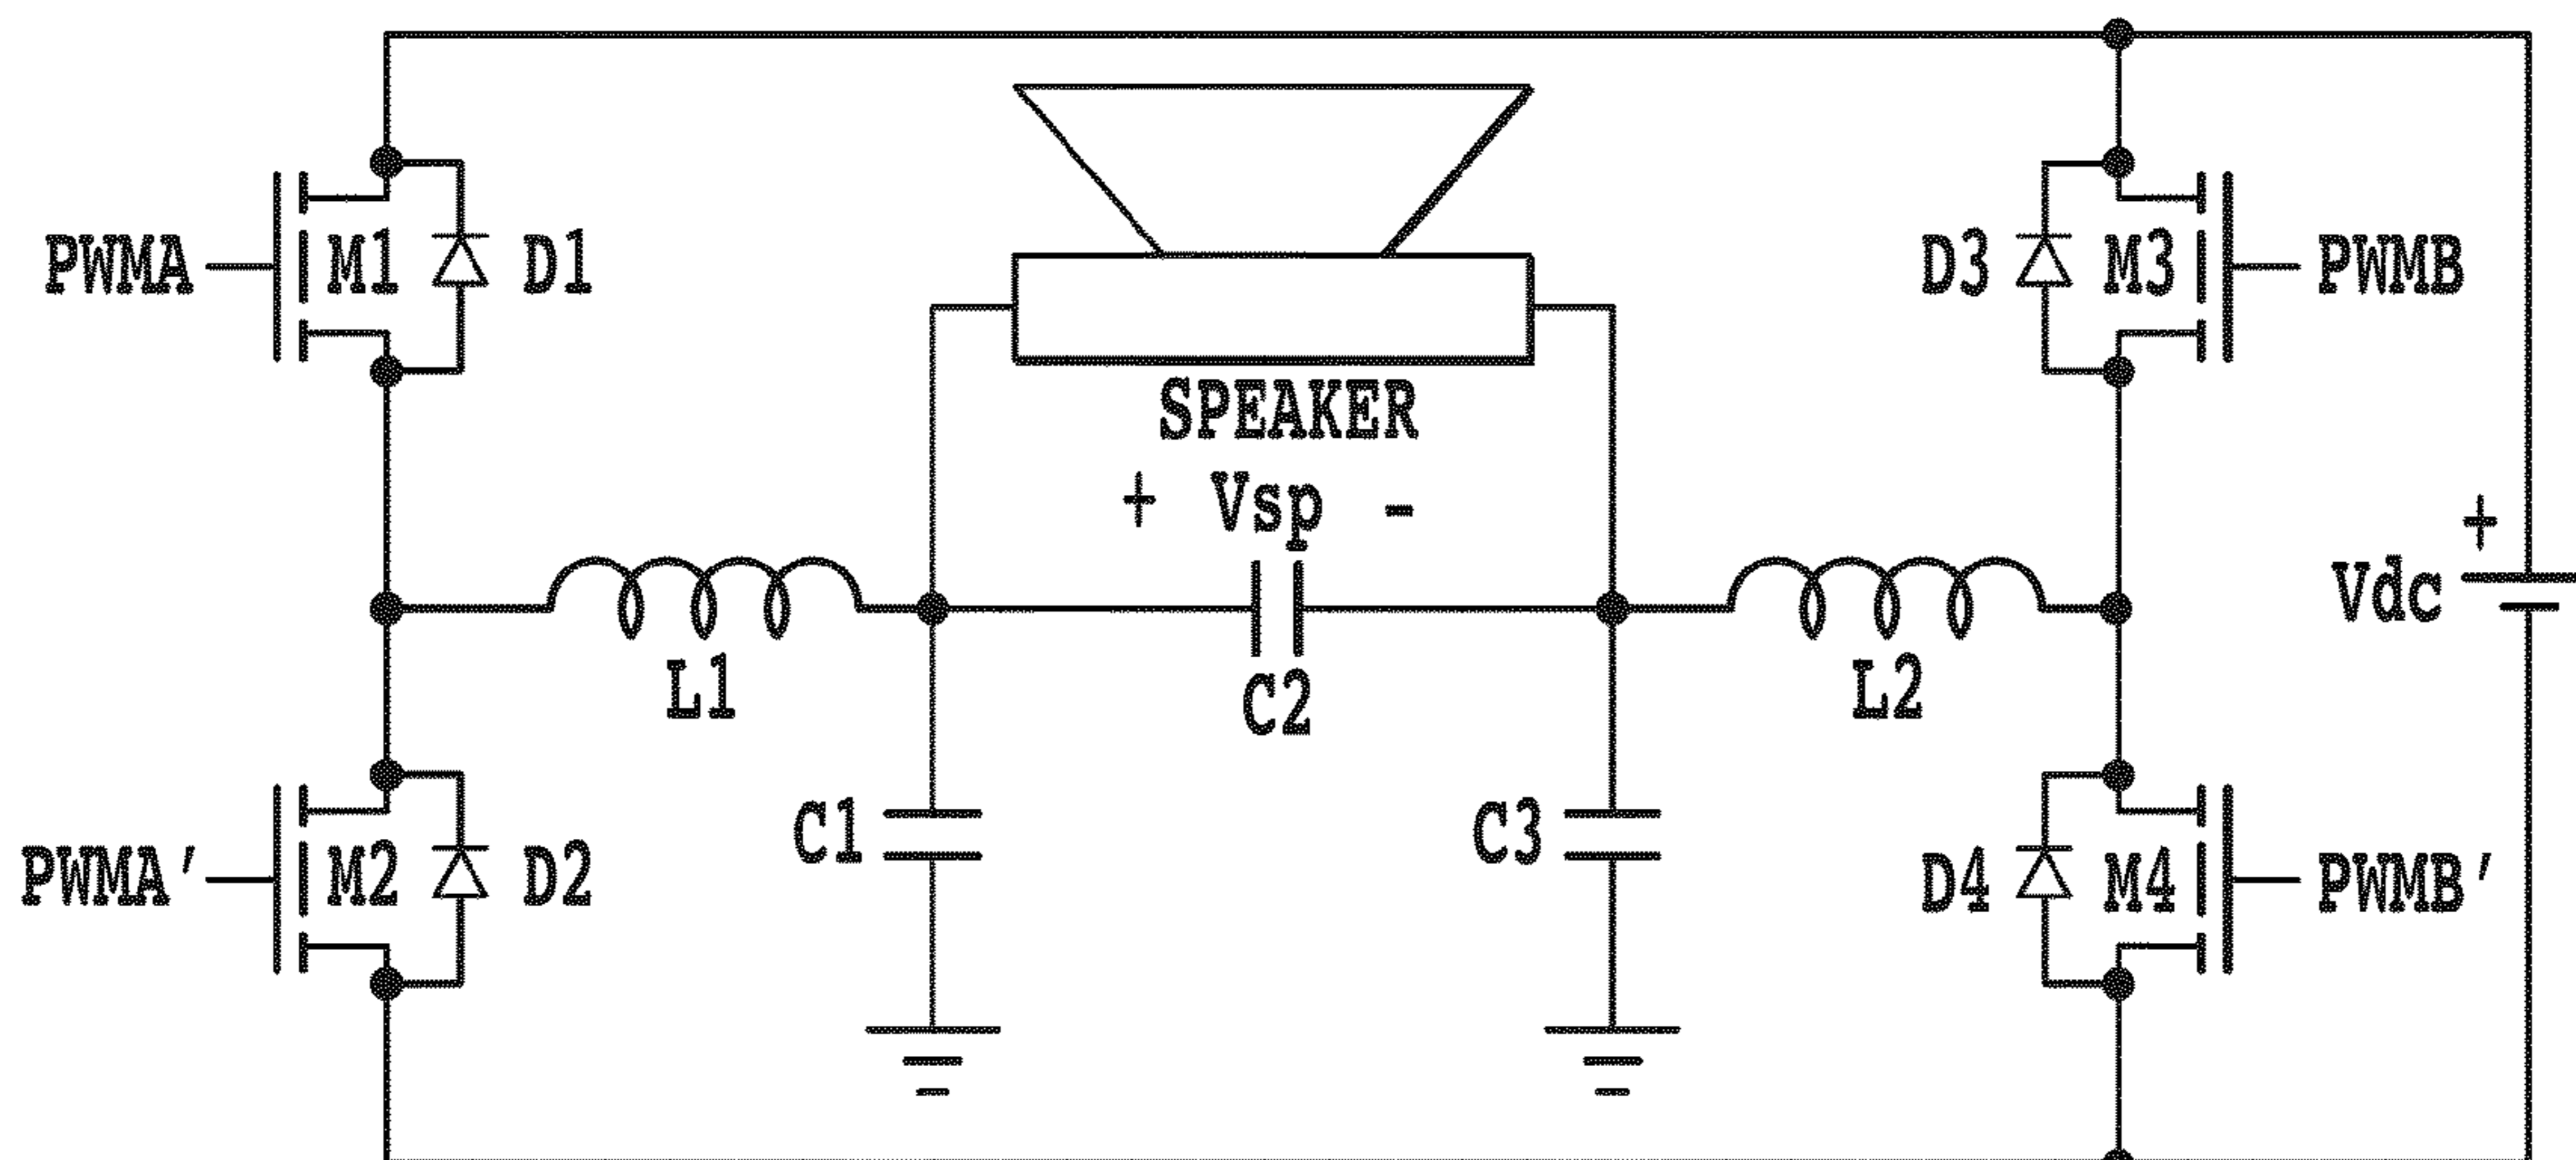 PWMA
M1
D1
D3
M3
PWMB
SPEAKER
+ Vsp -
+
Vdc
L1
C2
L2
C1
C3
PWMA'
M2
D2
D4
M4
PWMB'